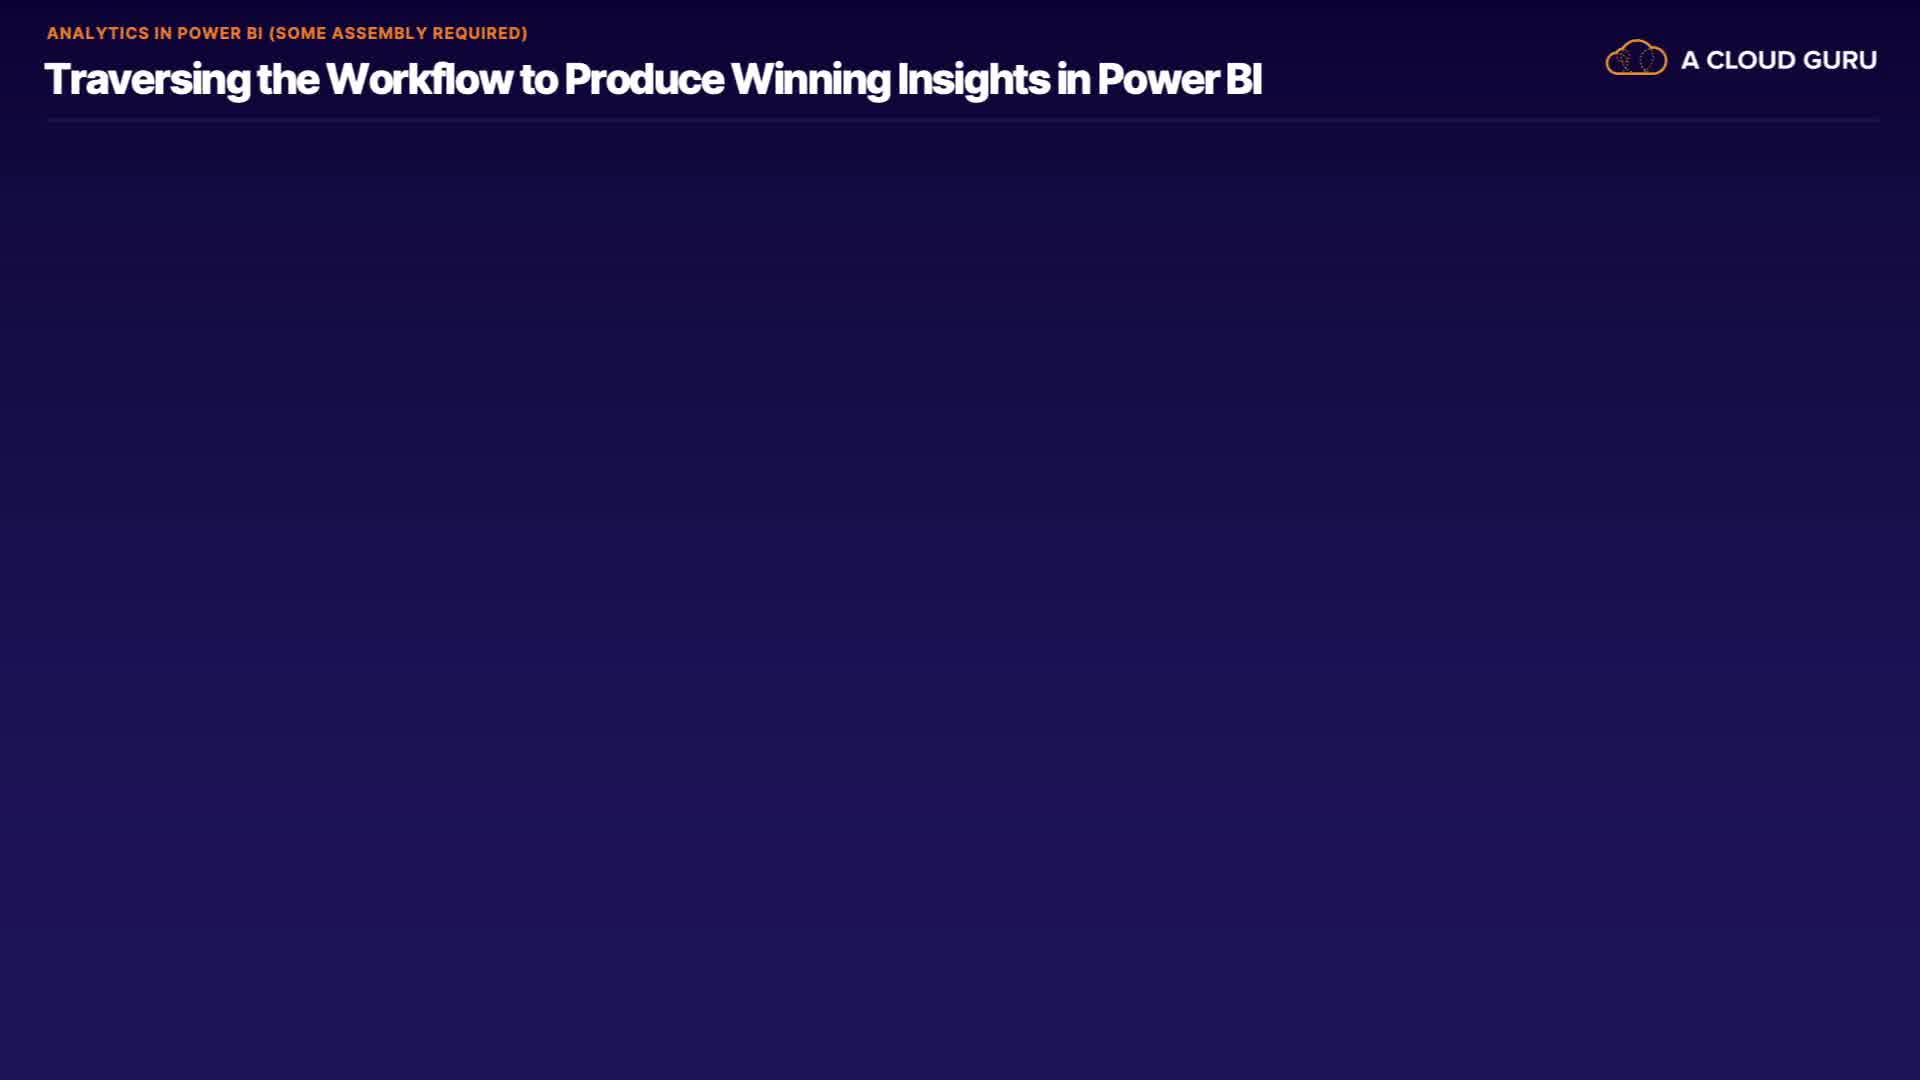 ANALYTICS IN POWER BI (SOME ASSEMBLY REQUIRED)
Traversing the Workflow to Produce Winning Insights in Power BI
A CLOUD GURU